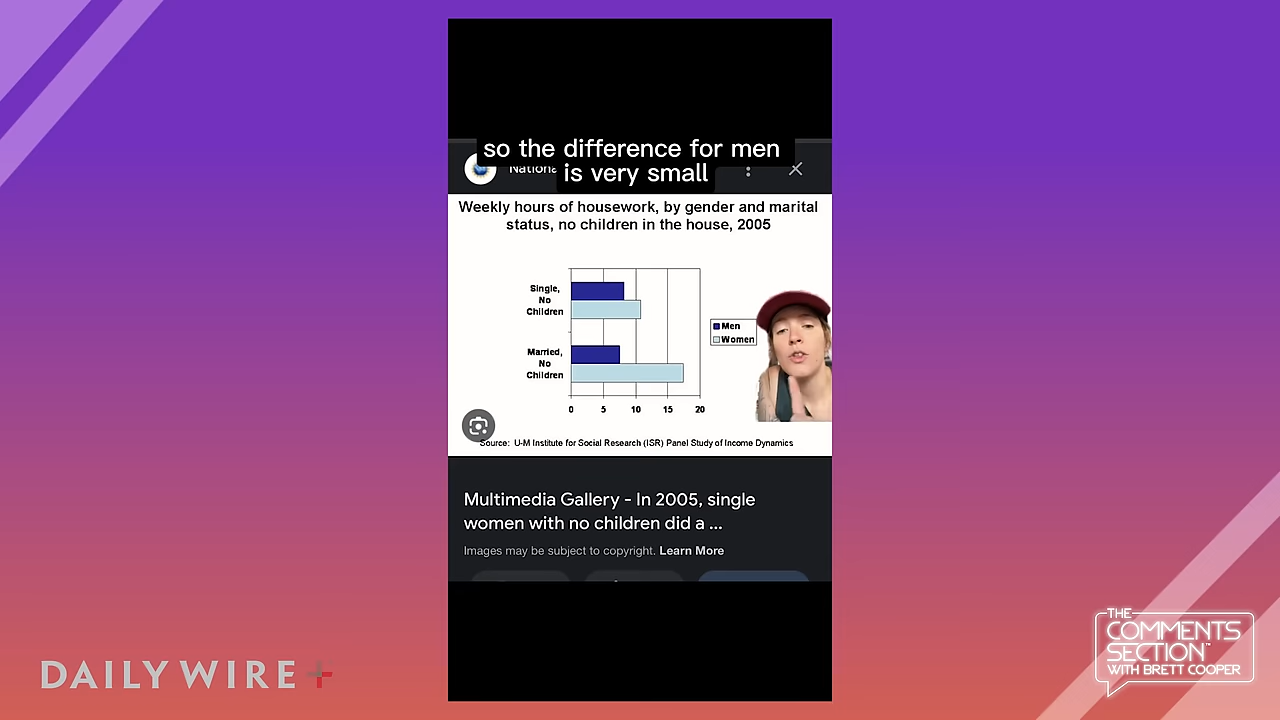 so the difference for men
is very small
Weekly hours of housework, by gender and marital
status, no children in the house, 2005
Single,
No
Children
Married,
No
Children
Men
Women
0 5 10 15 20
Source: U-M Institute for Social Research (ISR) Panel Study of Income Dynamics
Multimedia Gallery - In 2005, single
women with no children did a ...
Images may be subject to copyright. Learn More
DAILY WIRE +
THE
COMMENTS
SECTION™
WITH BRETT COOPER